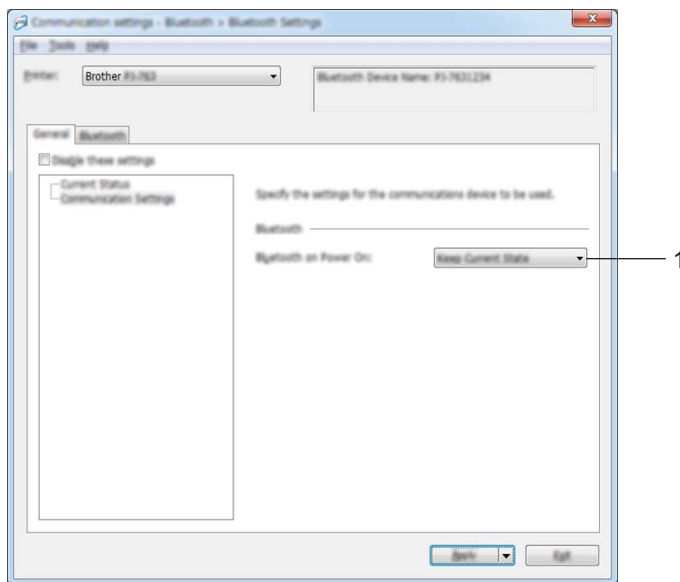 Communication settings - Bluetooth > Bluetooth Settings
File Tools Help
Printer:
Brother PJ-763
Bluetooth Device Name: PJ-7631234
General Bluetooth
Disable these settings
Current Status
Communication Settings
Specify the settings for the communications device to be used.
Bluetooth
Bluetooth on Power On:
Keep Current State
1
Apply
Exit